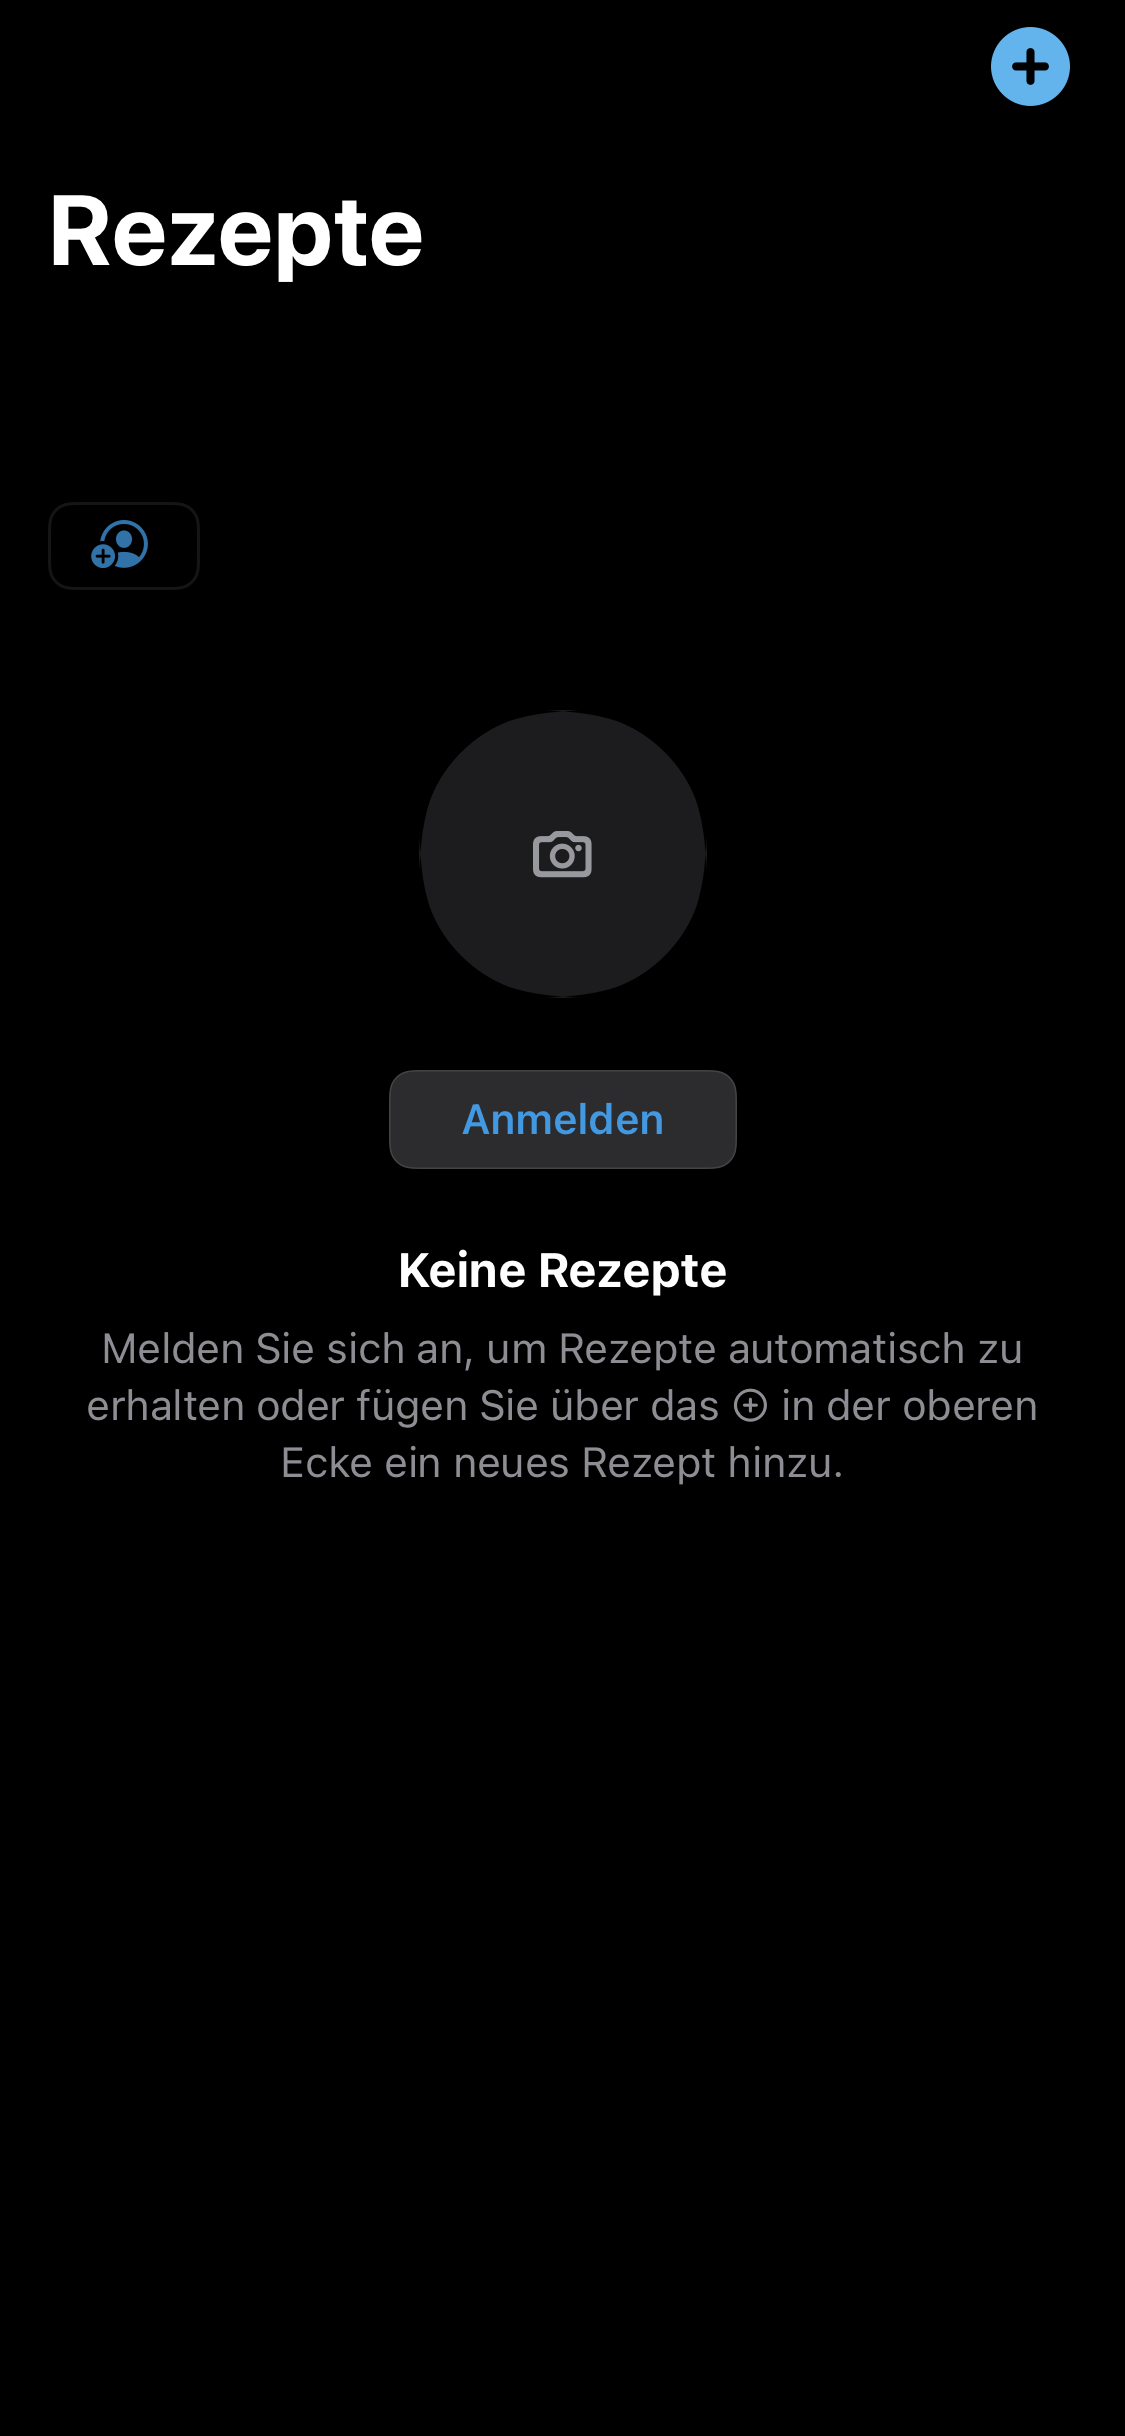 Rezepte
Anmelden
Keine Rezepte
Melden Sie sich an, um Rezepte automatisch zu
erhalten oder fügen Sie über das ⊕ in der oberen
Ecke ein neues Rezept hinzu.